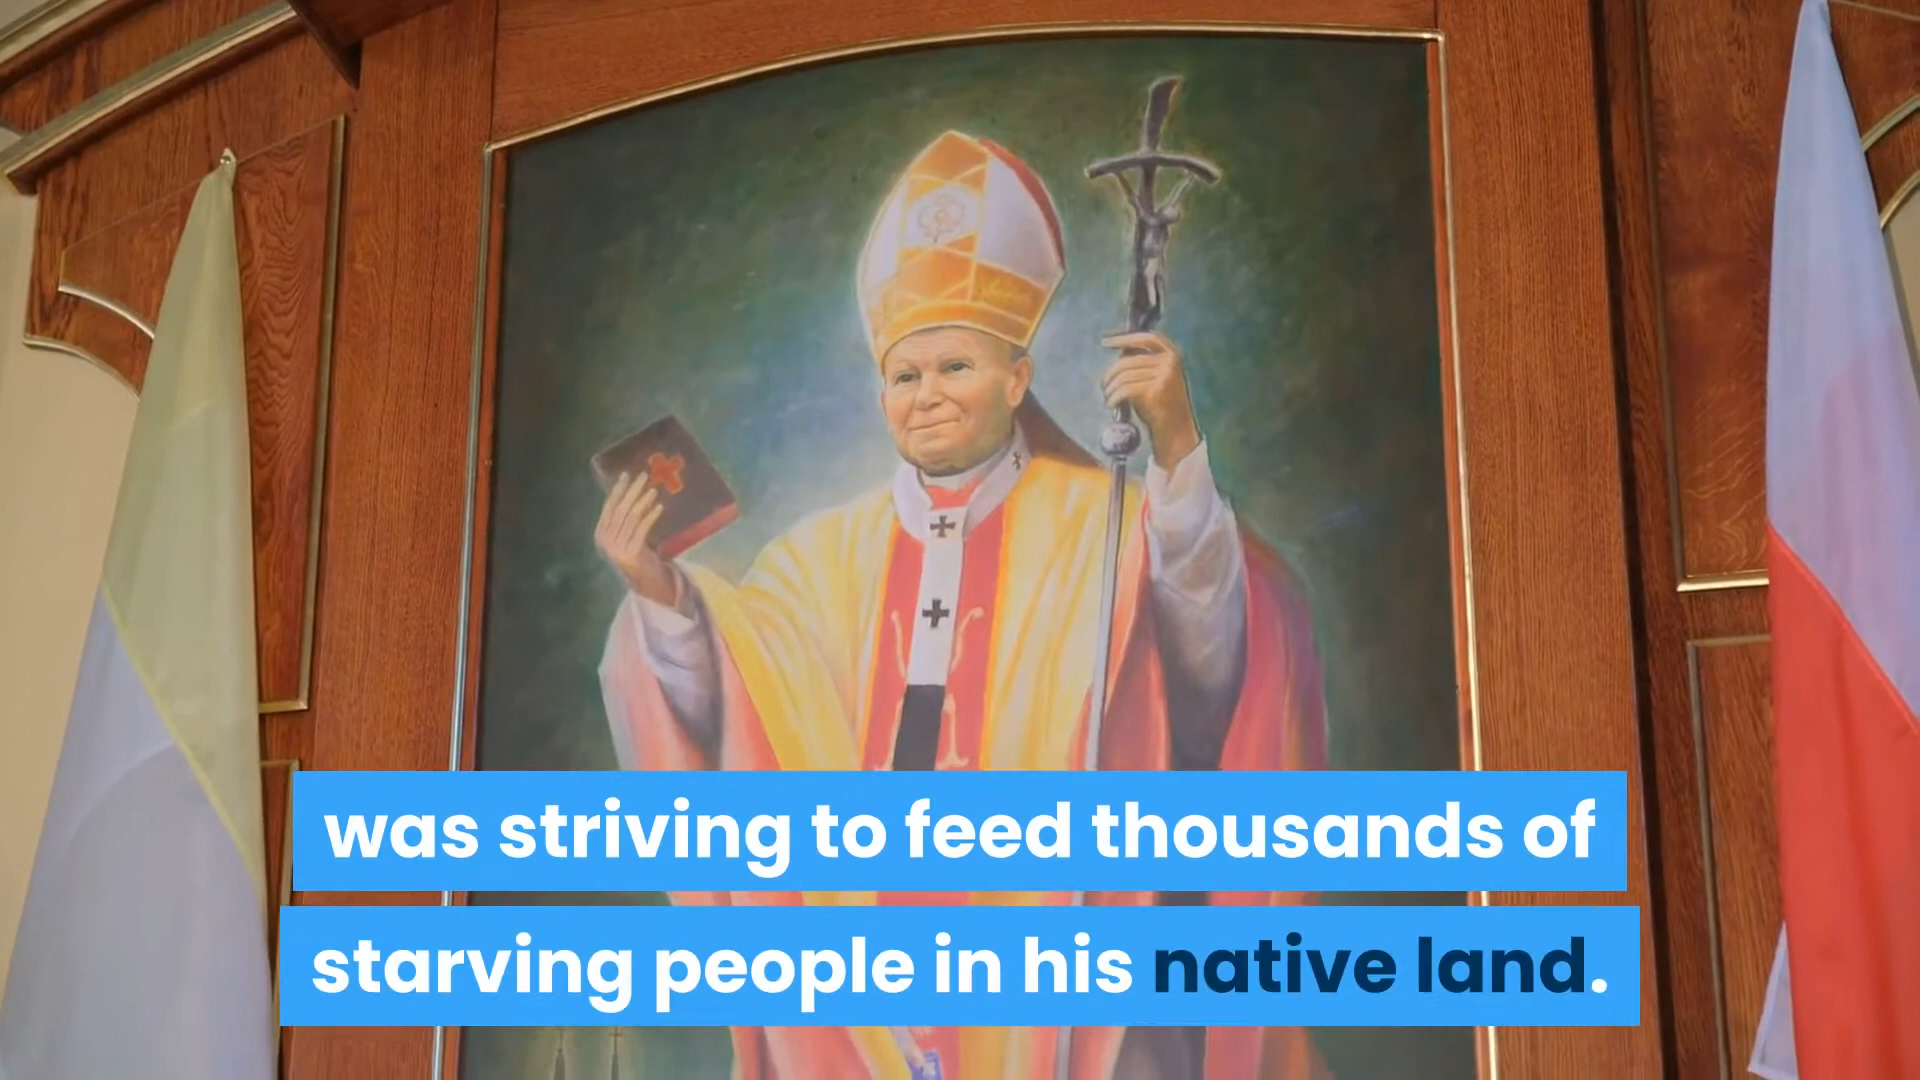 was striving to feed thousands of
starving people in his native land.